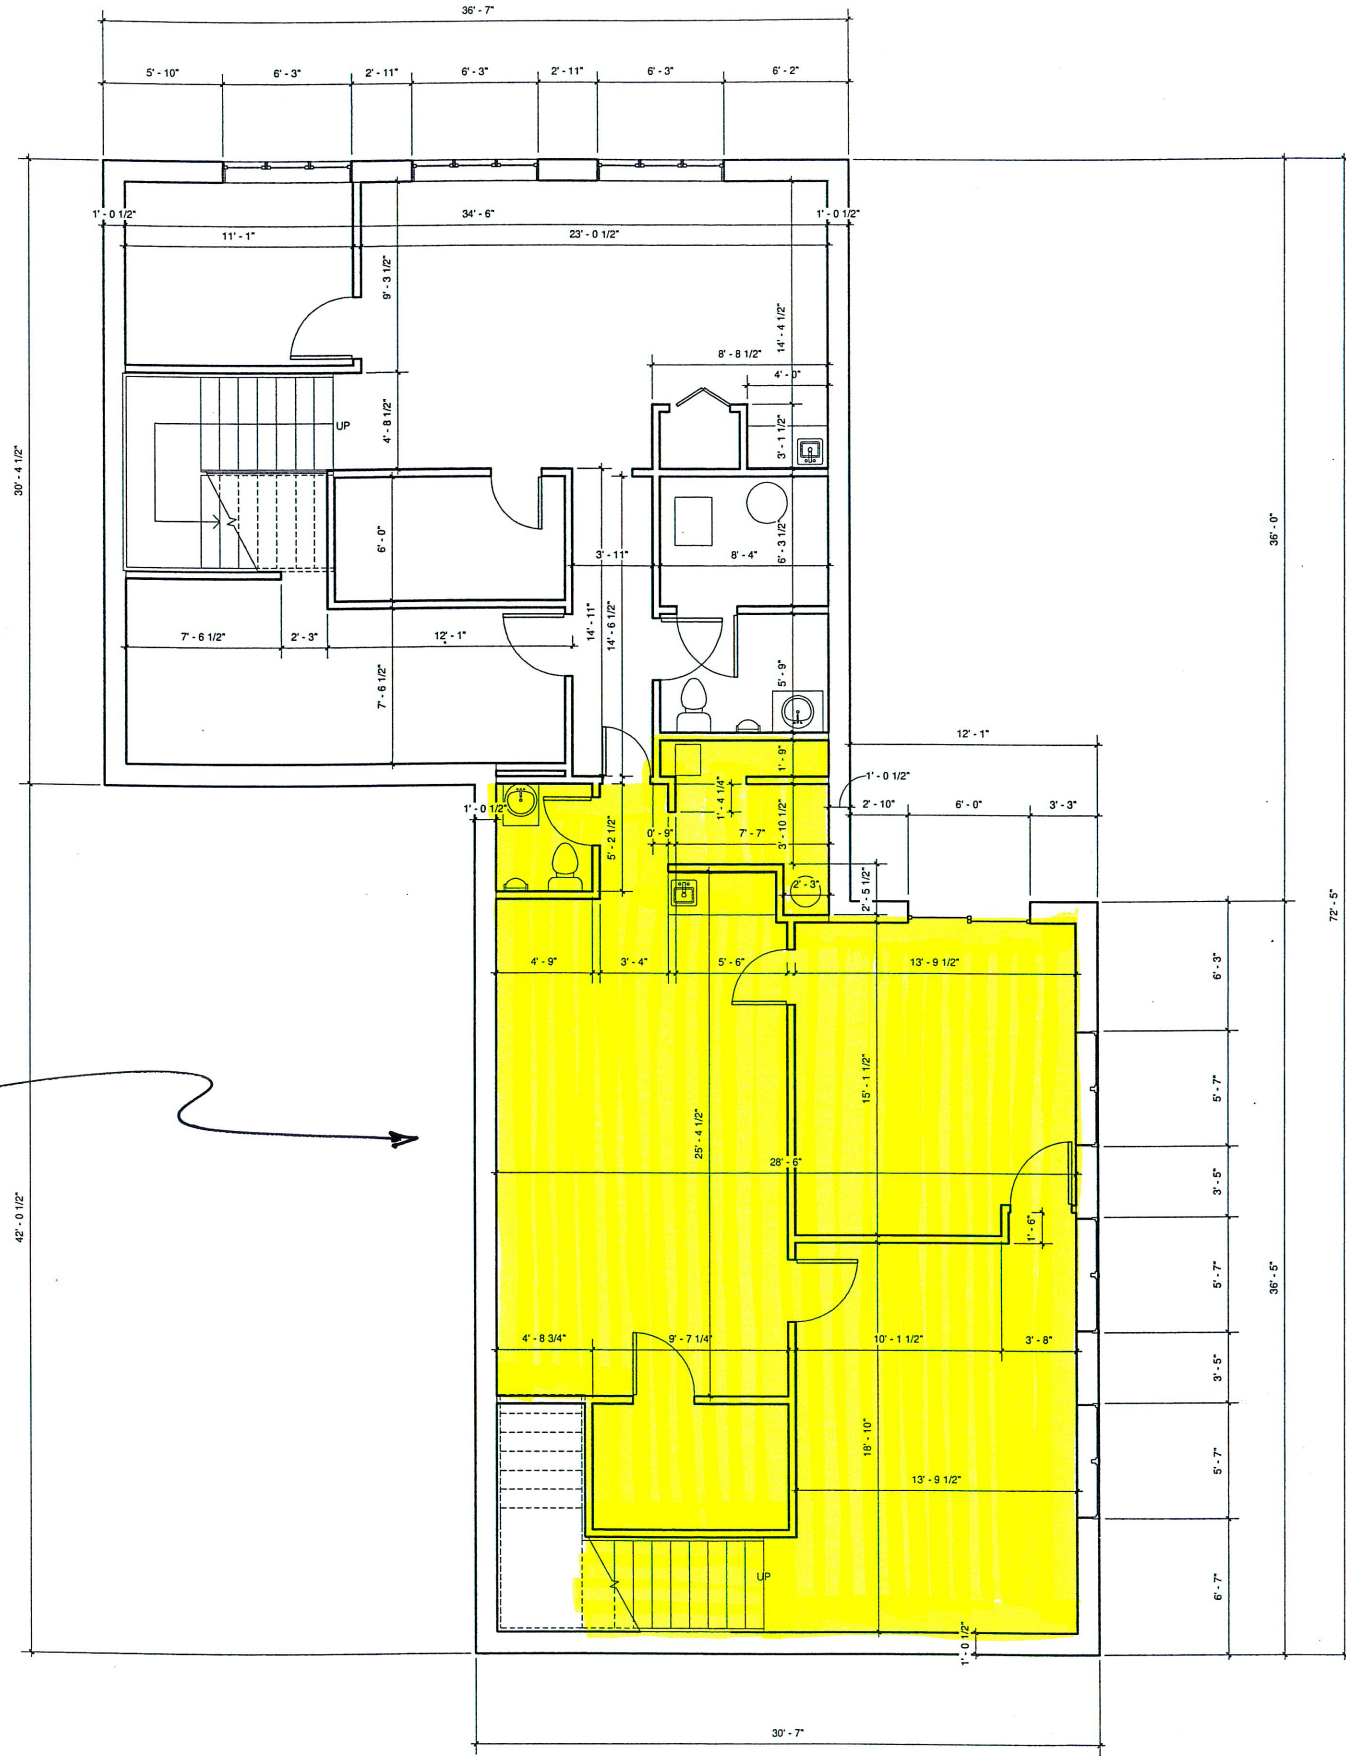 36' - 7"
5' - 10" 6' - 3" 2' - 11" 6' - 3" 2' - 11" 6' - 3" 6' - 2"
1' - 0 1/2" 34' - 6" 1' - 0 1/2"
11' - 1" 23' - 0 1/2"
9' - 3 1/2"
14' - 4 1/2"
8' - 8 1/2"
4' - 0"
UP
4' - 8 1/2"
3' - 1 1/2"
30' - 4 1/2"
36' - 0"
6' - 0"
3' - 11"
8' - 4"
6' - 3 1/2"
7' - 6 1/2" 2' - 3" 12' - 1"
14' - 11"
14' - 6 1/2"
7' - 6 1/2"
5' - 9"
12' - 1"
1' - 9"
1' - 0 1/2"
1' - 4 1/4"
1' - 0 1/2"
2' - 10" 6' - 0" 3' - 3"
5' - 2 1/2"
0' - 9"
7' - 7"
3' - 10 1/2"
2' - 3"
2' - 5 1/2"
72' - 5"
4' - 9" 3' - 4" 5' - 6" 13' - 9 1/2"
6' - 3"
15' - 1 1/2"
5' - 7"
25' - 4 1/2"
28' - 6"
3' - 5"
42' - 0 1/2"
1' - 6"
5' - 7"
36' - 5"
4' - 8 3/4" 9' - 7 1/4" 10' - 1 1/2" 3' - 8"
3' - 5"
18' - 10"
5' - 7"
13' - 9 1/2"
UP
6' - 7"
1' - 0 1/2"
30' - 7"